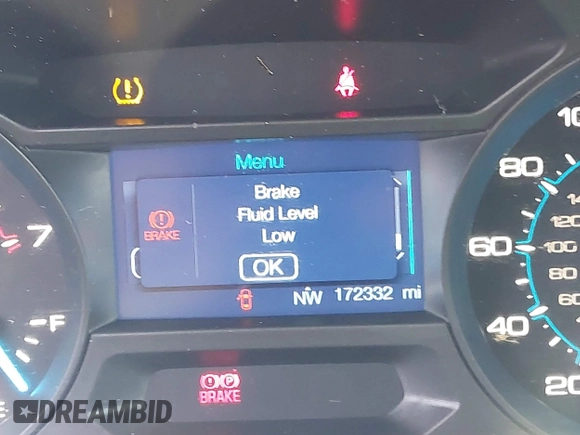 Menu
Brake
Fluid Level
Low
BRAKE
OK
NW 172332 mi
7
F
P
BRAKE
100
80
60
40
20
120
100
80
60
DREAMBID